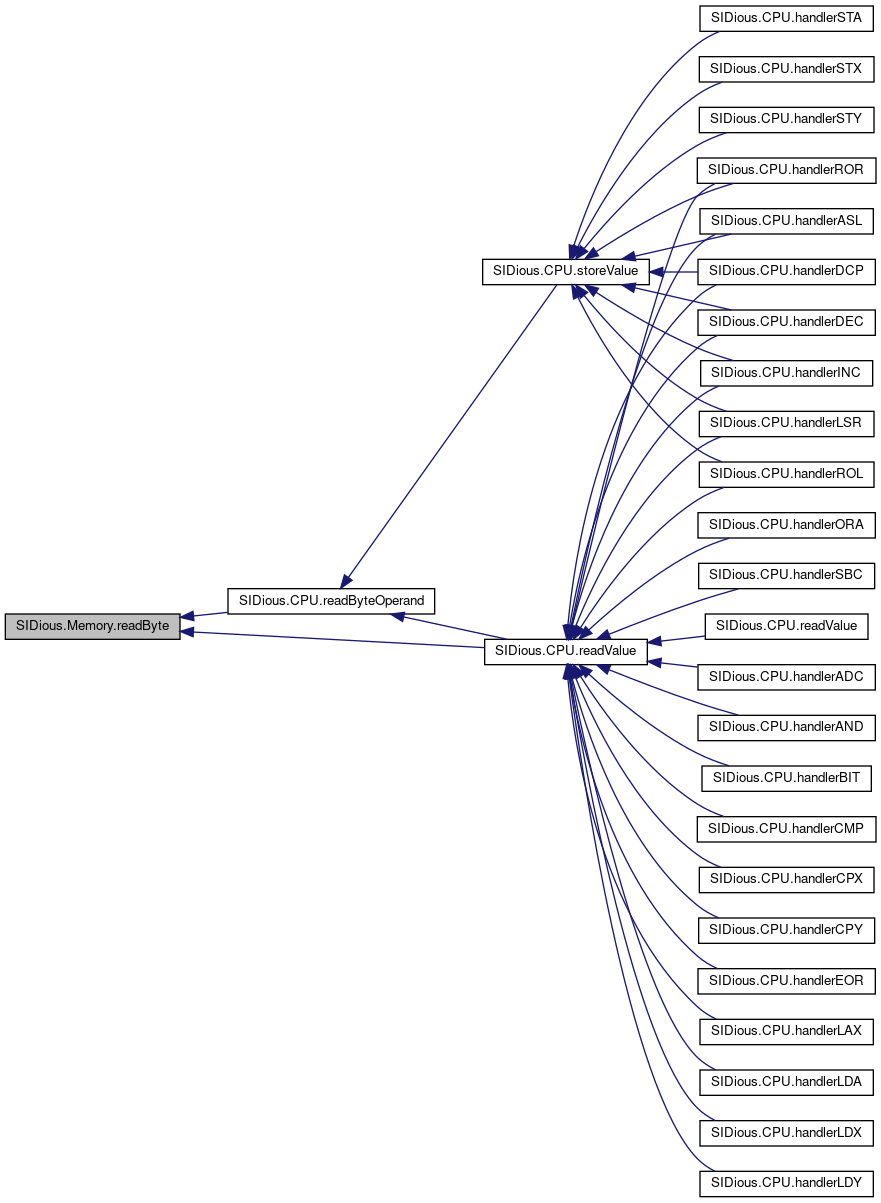 SIDious.CPU.handlerSTA
SIDious.CPU.handlerSTX
SIDious.CPU.handlerSTY
SIDious.CPU.handlerROR
SIDious.CPU.handlerASL
SIDious.CPU.storeValue
SIDious.CPU.handlerDCP
SIDious.CPU.handlerDEC
SIDious.CPU.handlerINC
SIDious.CPU.handlerLSR
SIDious.CPU.handlerROL
SIDious.CPU.handlerORA
SIDious.CPU.handlerSBC
SIDious.CPU.readByteOperand
SIDious.Memory.readByte
SIDious.CPU.readValue
SIDious.CPU.readValue
SIDious.CPU.handlerADC
SIDious.CPU.handlerAND
SIDious.CPU.handlerBIT
SIDious.CPU.handlerCMP
SIDious.CPU.handlerCPX
SIDious.CPU.handlerCPY
SIDious.CPU.handlerEOR
SIDious.CPU.handlerLAX
SIDious.CPU.handlerLDA
SIDious.CPU.handlerLDX
SIDious.CPU.handlerLDY